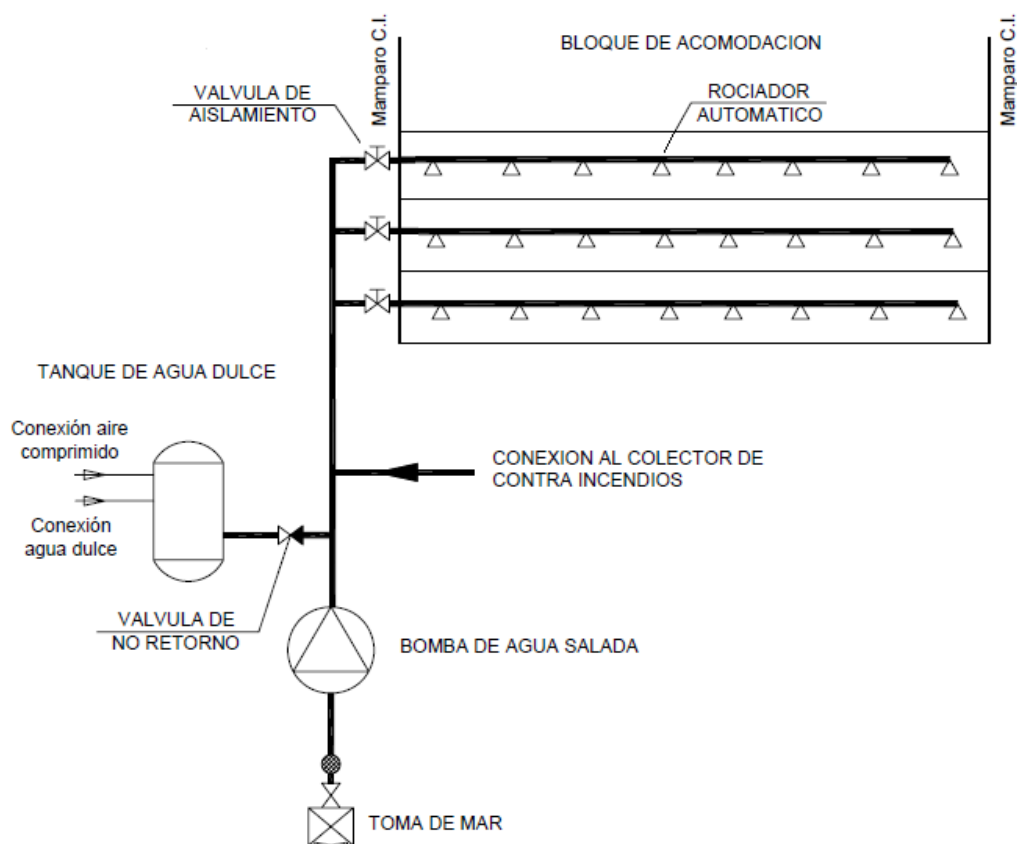 BLOQUE DE ACOMODACION
Mamparo C.I.
Mamparo C.I.
VALVULA DE
AISLAMIENTO
ROCIADOR
AUTOMATICO
TANQUE DE AGUA DULCE
Conexión aire
comprimido
Conexión
agua dulce
CONEXION AL COLECTOR DE
CONTRA INCENDIOS
VALVULA DE
NO RETORNO
BOMBA DE AGUA SALADA
TOMA DE MAR